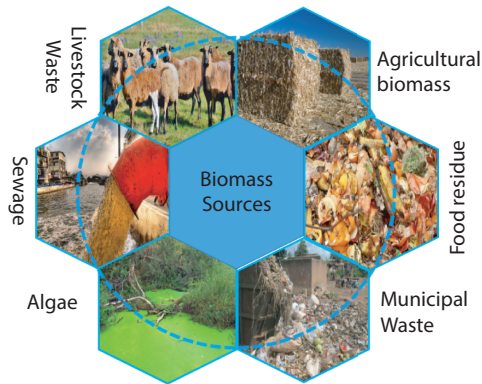 Livestock
Waste
Agricultural
biomass
Sewage
Biomass
Sources
Food residue
Algae
Municipal
Waste